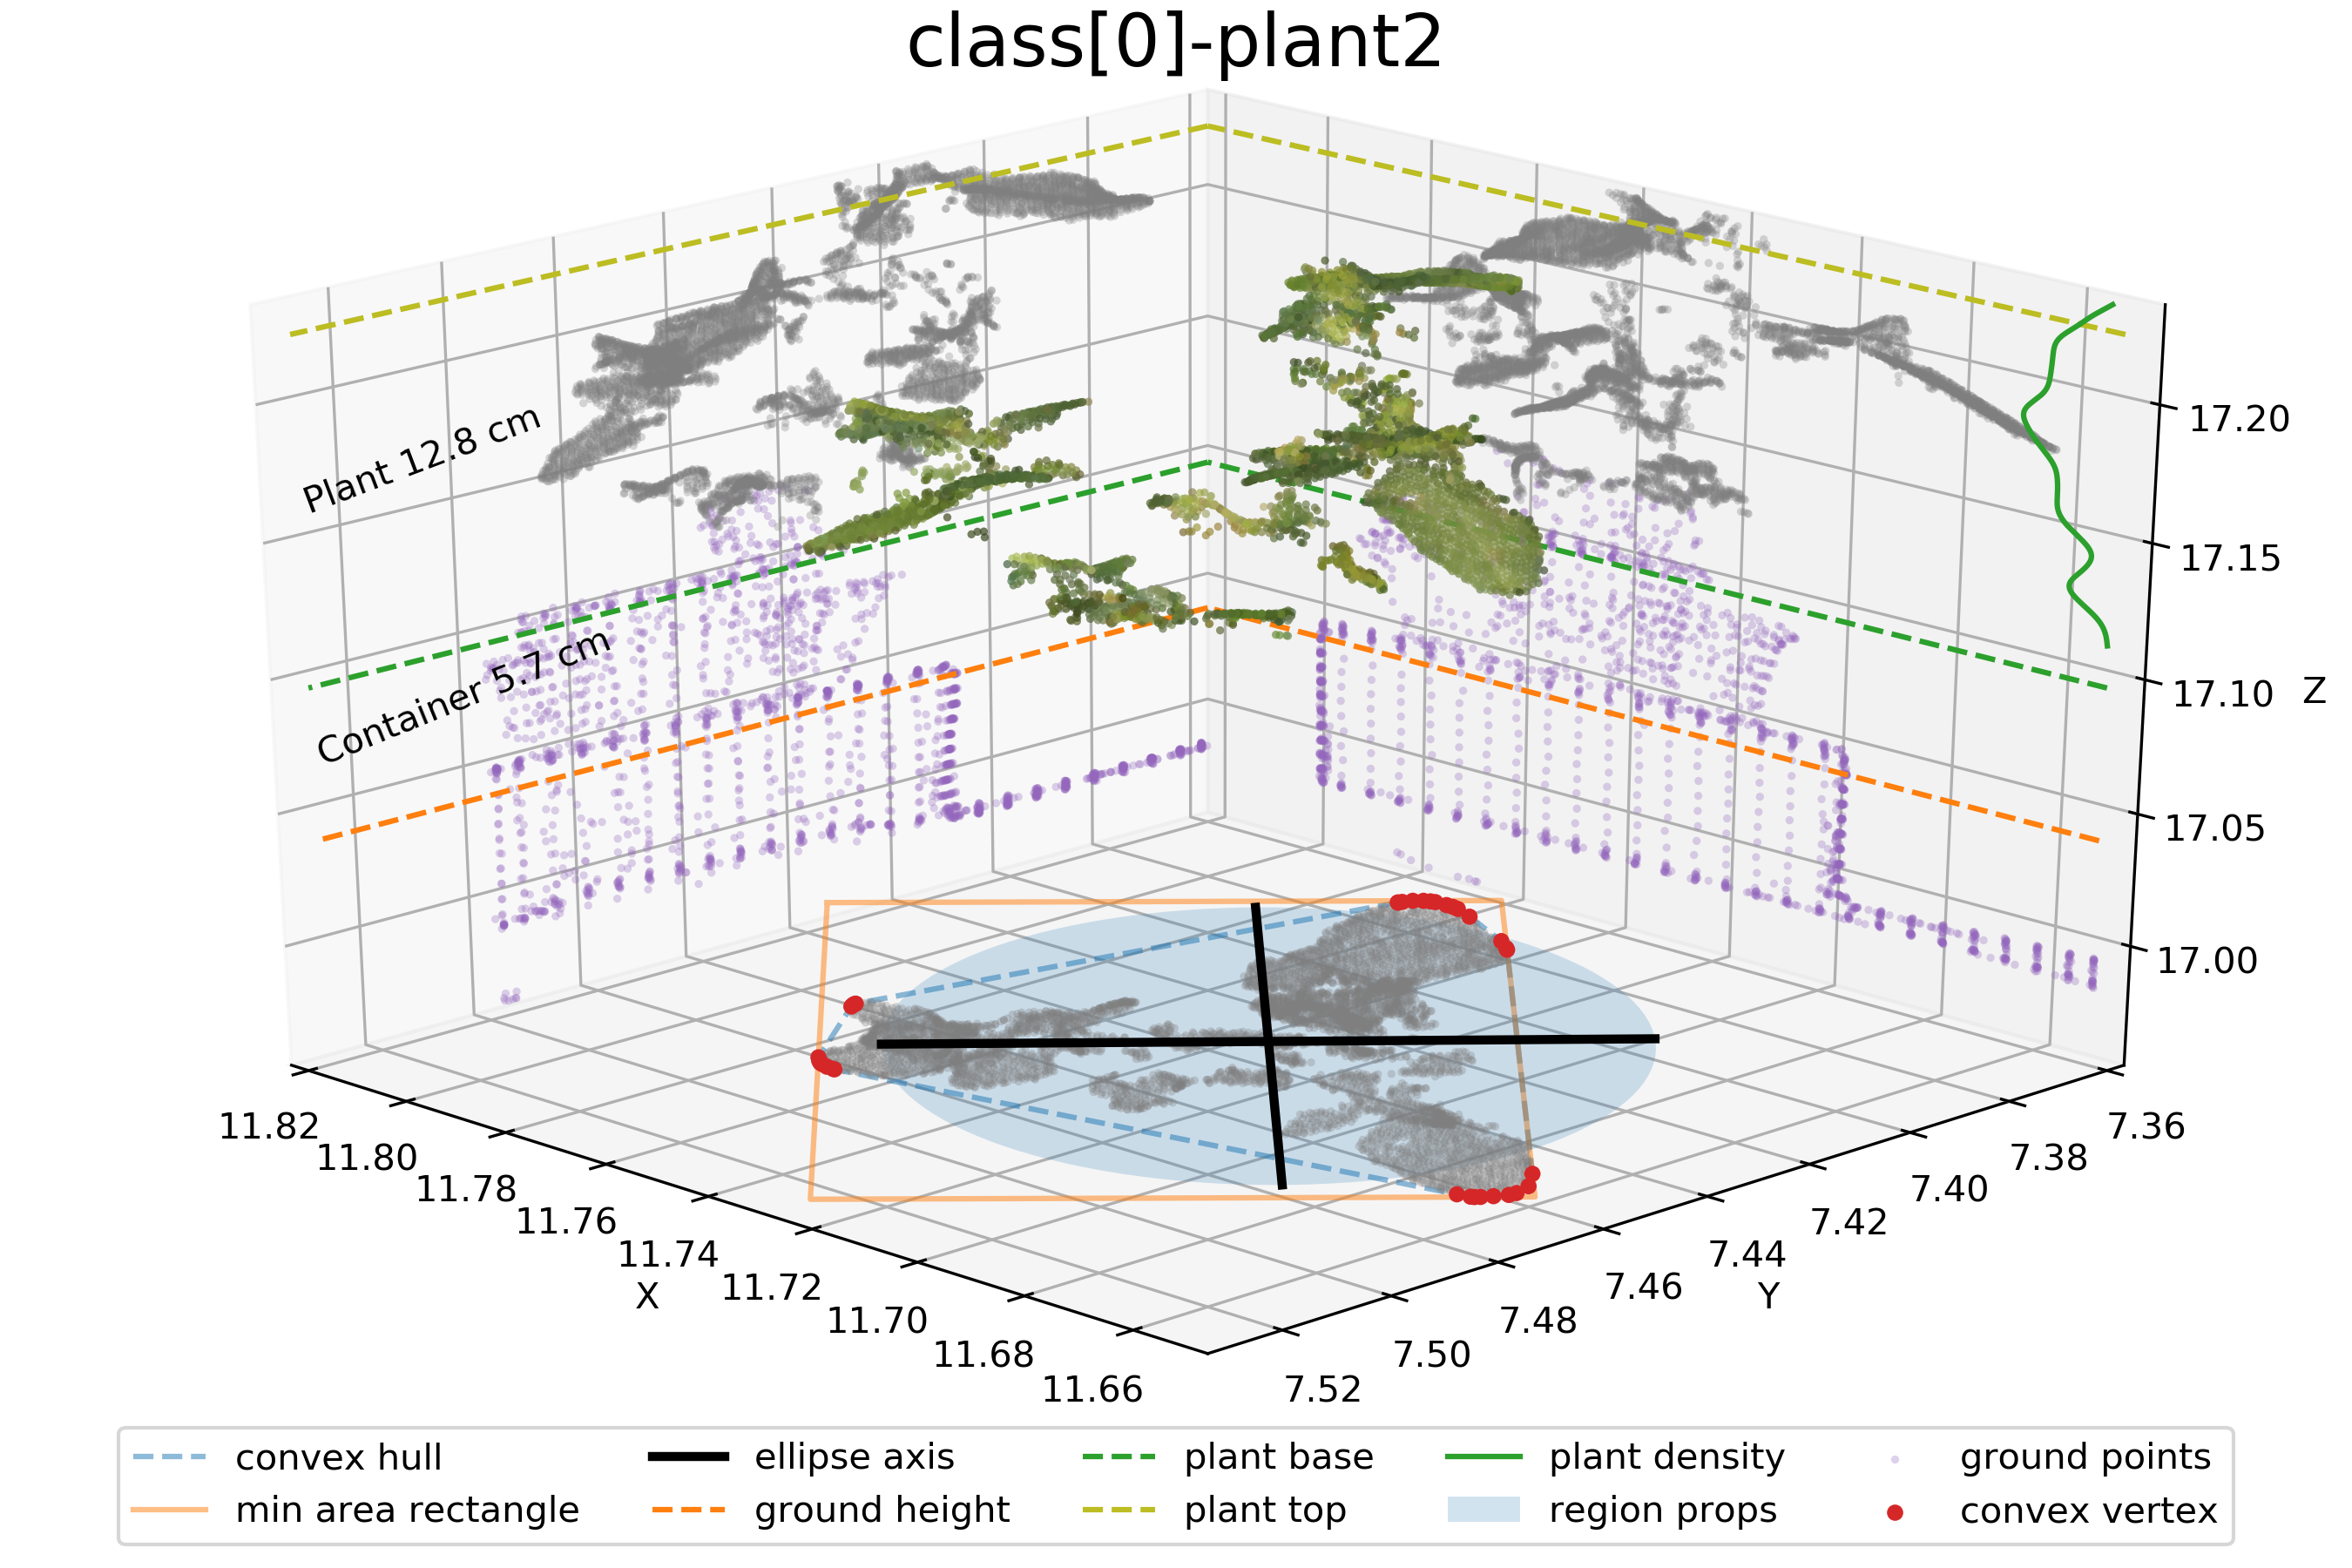 class[0]-plant2
Plant 12.8 cm
Container 5.7 cm
17.20
17.15
17.10
17.05
17.00
Z
11.82
11.80
11.78
11.76
11.74
11.72
11.70
11.68
11.66
X
7.52
7.50
7.48
7.46
7.44
7.42
7.40
7.38
7.36
Y
convex hull
min area rectangle
ellipse axis
ground height
plant base
plant top
plant density
region props
ground points
convex vertex